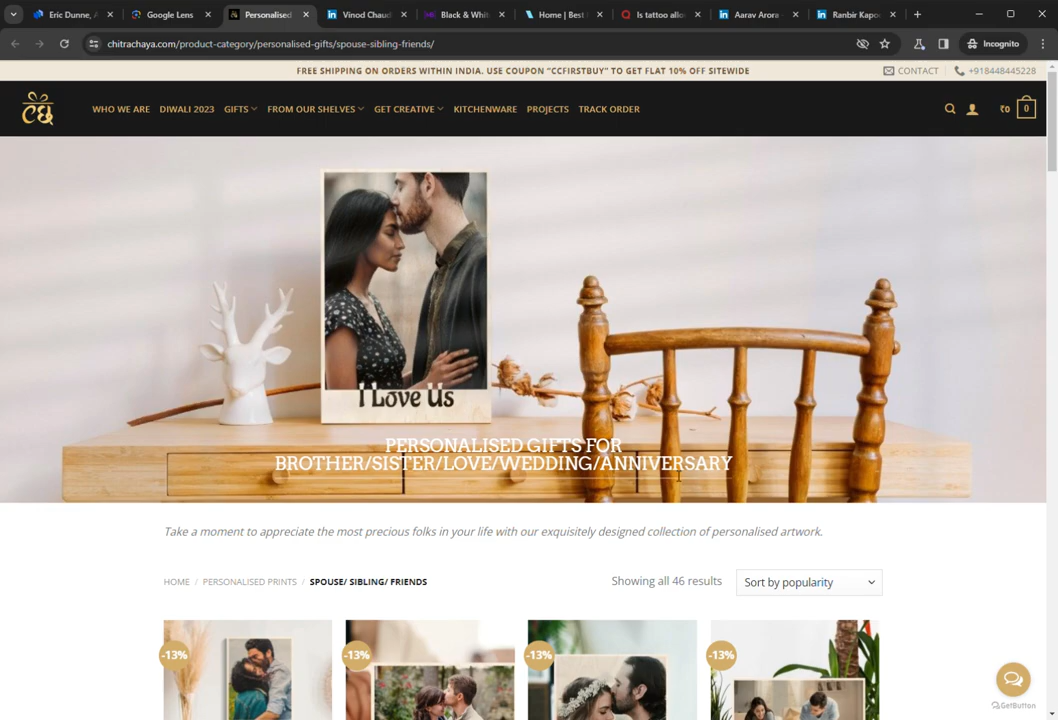 Eric Dunne, A
Google Lens
Personalised
Vinod Chaud
Black & Whit
Home | Best
Is tattoo allo
Aarav Arora
Ranbir Kapo
chitrachaya.com/product-category/personalised-gifts/spouse-sibling-friends/
Incognito
FREE SHIPPING ON ORDERS WITHIN INDIA. USE COUPON "CCFIRSTBUY" TO GET FLAT 10% OFF SITEWIDE
CONTACT
+918448445228
WHO WE ARE
DIWALI 2023
GIFTS
FROM OUR SHELVES
GET CREATIVE
KITCHENWARE
PROJECTS
TRACK ORDER
₹0
0
I Love Us
PERSONALISED GIFTS FOR
BROTHER/SISTER/LOVE/WEDDING/ANNIVERSARY
Take a moment to appreciate the most precious folks in your life with our exquisitely designed collection of personalised artwork.
HOME / PERSONALISED PRINTS / SPOUSE/ SIBLING/ FRIENDS
Showing all 46 results
Sort by popularity
-13%
-13%
-13%
-13%
GetButton